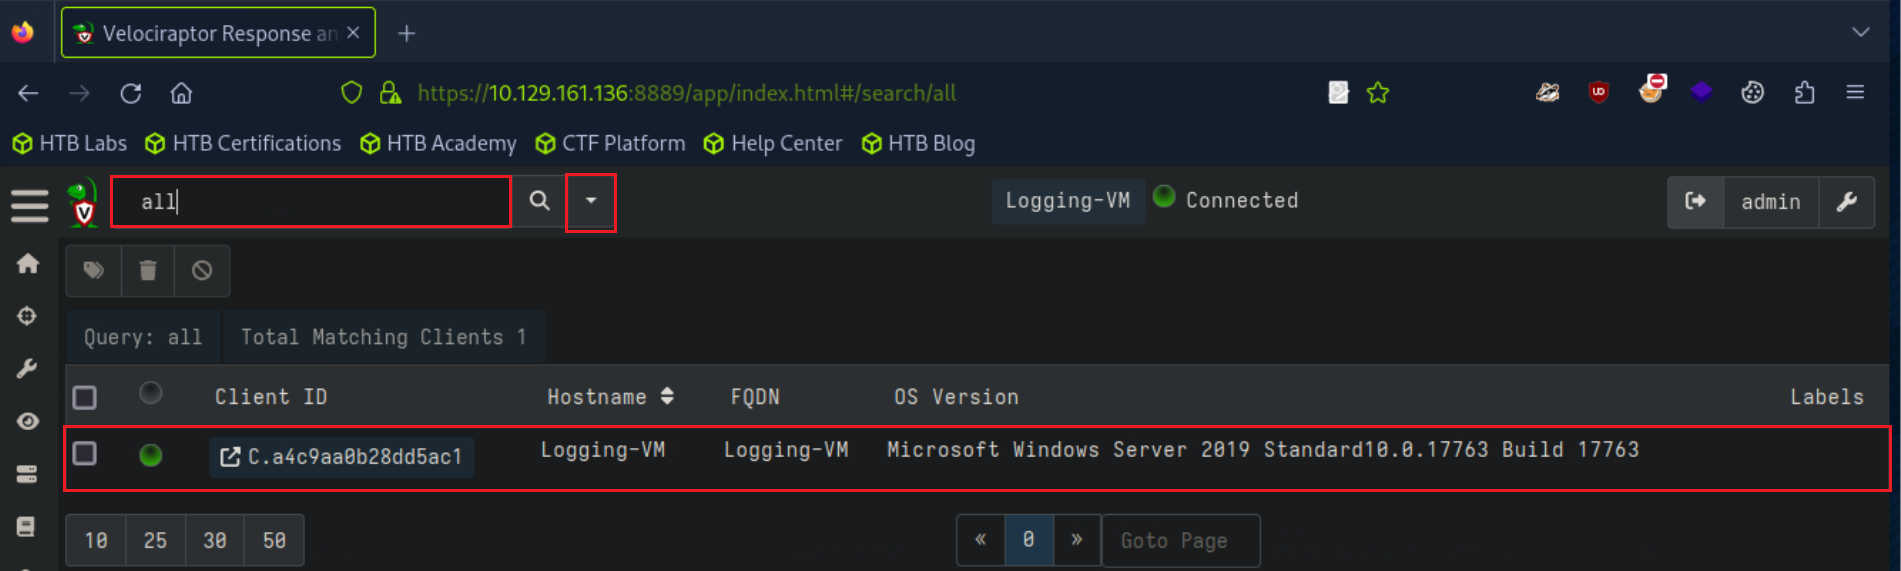 Velociraptor Response an
https://10.129.161.136:8889/app/index.html#/search/all
HTB Labs HTB Certifications HTB Academy CTF Platform Help Center HTB Blog
all Logging-VM Connected admin
Query: all Total Matching Clients 1
Client ID Hostname FQDN OS Version Labels
C.a4c9aa0b28dd5ac1 Logging-VM Logging-VM Microsoft Windows Server 2019 Standard10.0.17763 Build 17763
10 25 30 50 « 0 » Goto Page